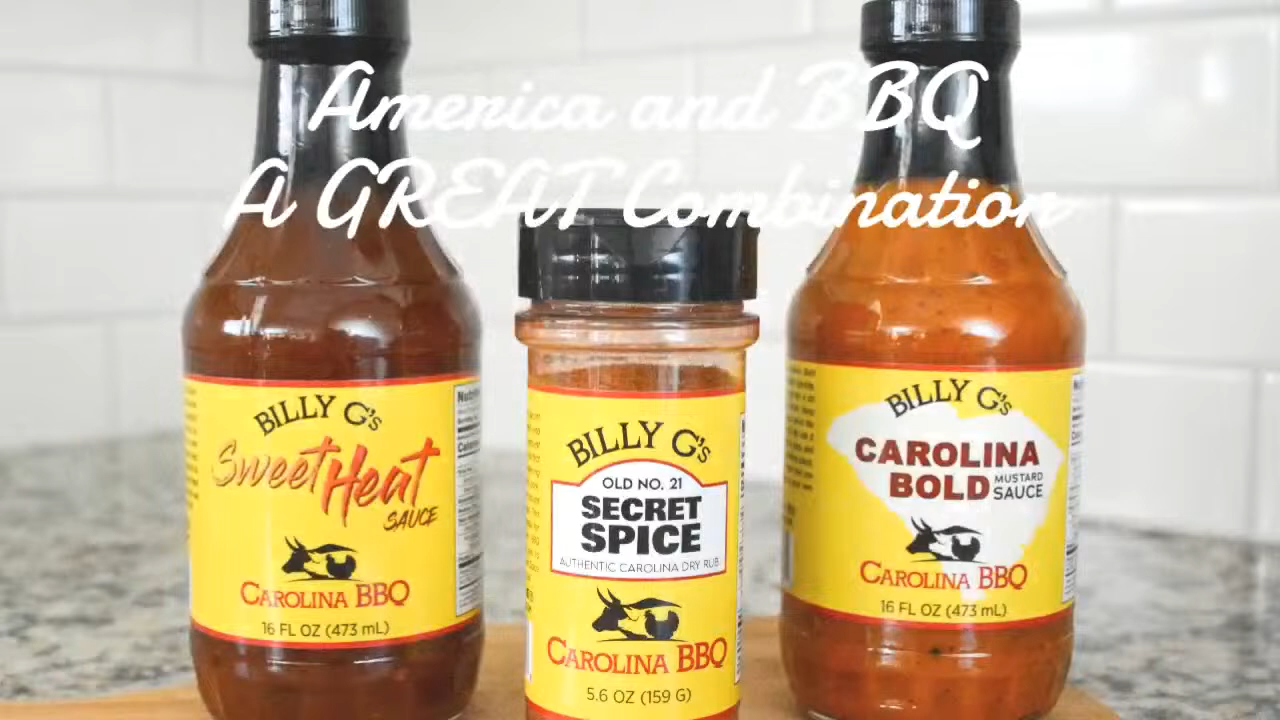 America and BBQ
A GREAT Combination
BILLY G's
Sweet Heat
SAUCE
CAROLINA BBQ
16 FL OZ (473 mL)
BILLY G's
OLD NO. 21
SECRET
SPICE
AUTHENTIC CAROLINA DRY RUB
CAROLINA BBQ
5.6 OZ (159 G)
BILLY G's
CAROLINA
BOLD MUSTARD SAUCE
CAROLINA BBQ
16 FL OZ (473 mL)